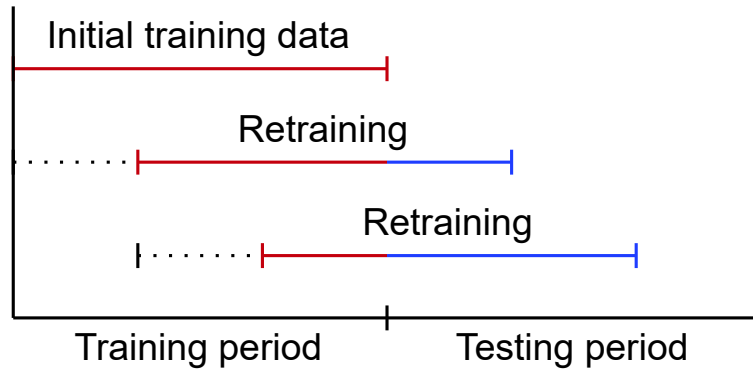 Initial training data
Retraining
Retraining
Training period
Testing period